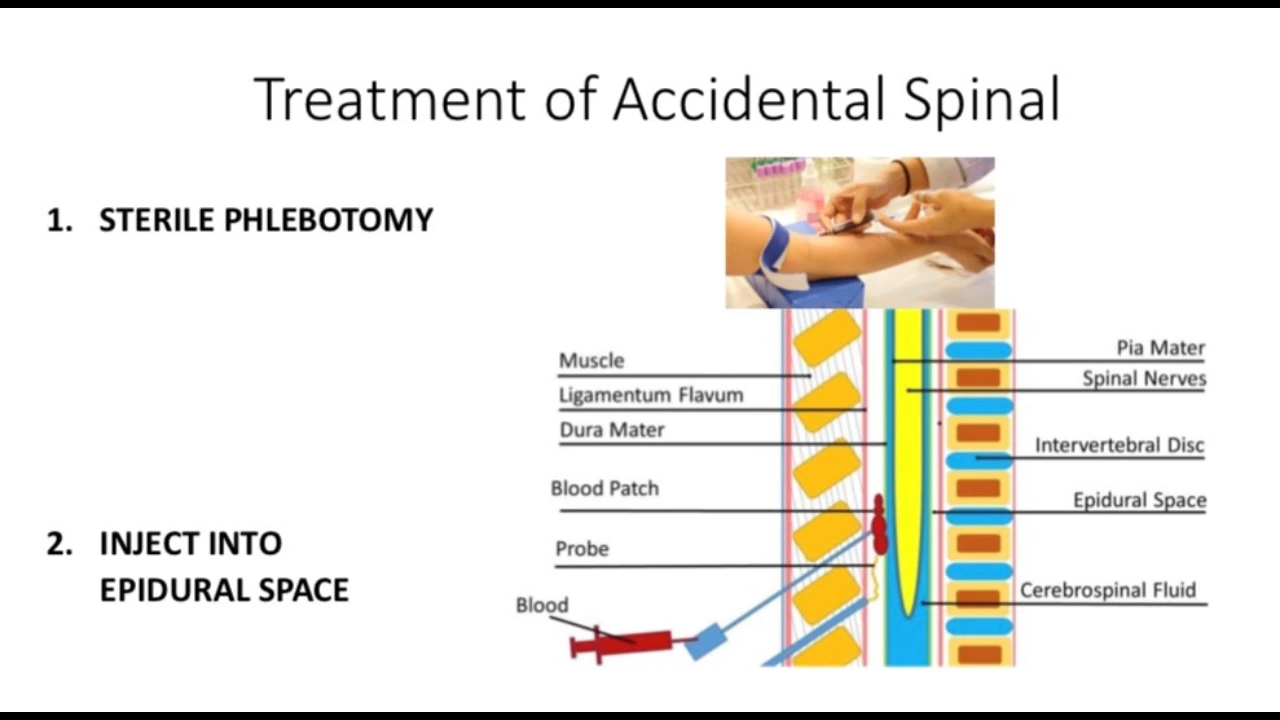 Treatment of Accidental Spinal
1. STERILE PHLEBOTOMY
2. INJECT INTO
EPIDURAL SPACE
Muscle
Ligamentum Flavum
Dura Mater
Blood Patch
Probe
Blood
Pia Mater
Spinal Nerves
Intervertebral Disc
Epidural Space
Cerebrospinal Fluid